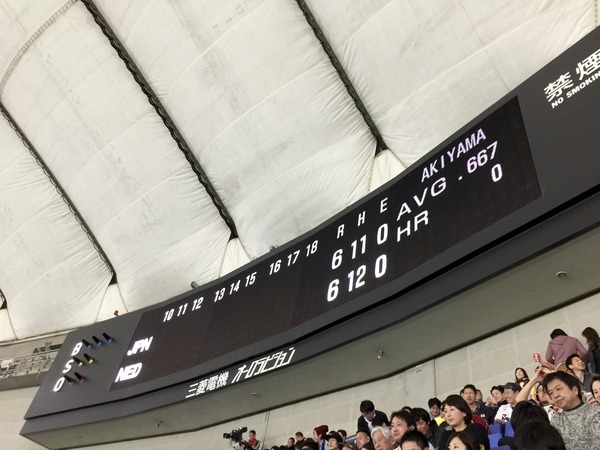 禁煙
NO SMOKING
AKIYAMA
AVG .667
HR 0
10 11 12 13 14 15 16 17 18 R H E
JPN 6 11 0
NED 6 12 0
B
S
O
三菱電機 オーロラビジョン